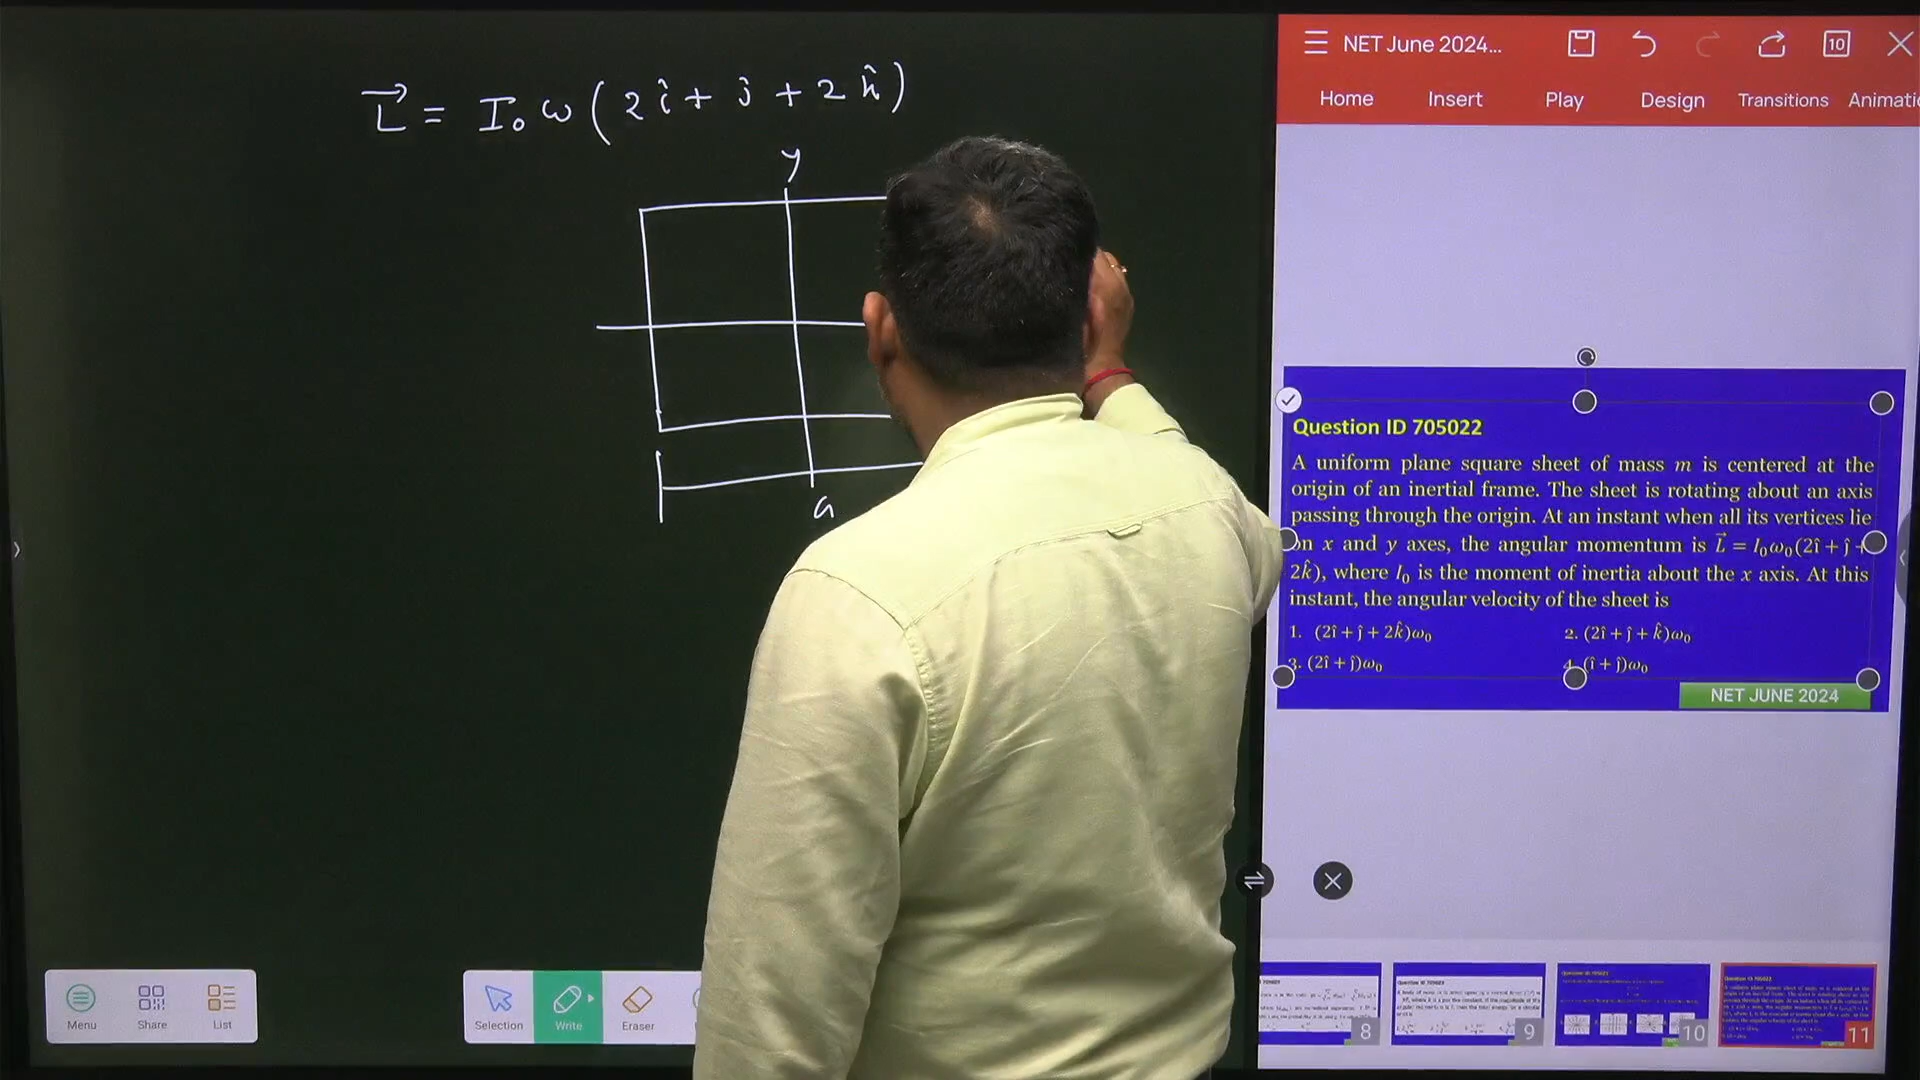 L = I₀ ω ( 2 î + ĵ + 2 k̂ )
y
a
NET June 2024...
10
Home Insert Play Design Transitions Animati
Question ID 705022
A uniform plane square sheet of mass m is centered at the
origin of an inertial frame. The sheet is rotating about an axis
passing through the origin. At an instant when all its vertices lie
on x and y axes, the angular momentum is L⃗ = I₀ω₀(2î + ĵ +
2k̂), where I₀ is the moment of inertia about the x axis. At this
instant, the angular velocity of the sheet is
1. (2î + ĵ + 2k̂)ω₀ 2. (2î + ĵ + k̂)ω₀
3. (2î + ĵ)ω₀ 4. (î + ĵ)ω₀
NET JUNE 2024
Menu Share List
Selection Write Eraser
8 9 10 11